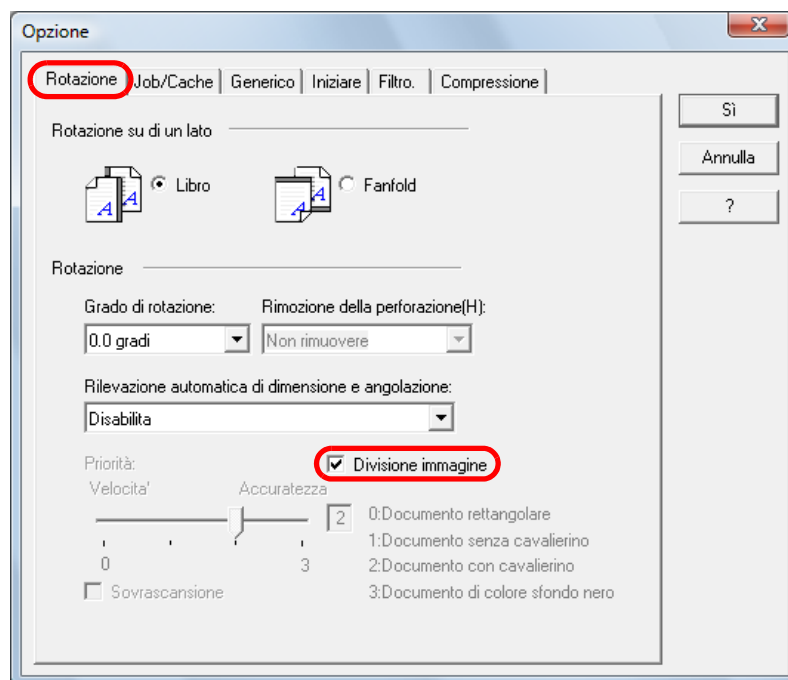 Opzione
Rotazione Job/Cache Generico Iniziare Filtro. Compressione
Sì
Annulla
?
Rotazione su di un lato
A A Libro
A A Fanfold
Rotazione
Grado di rotazione: Rimozione della perforazione(H):
0.0 gradi Non rimuovere
Rilevazione automatica di dimensione e angolazione:
Disabilita
Priorità: Divisione immagine
Velocita' Accuratezza
2 0:Documento rettangolare
1:Documento senza cavalierino
0 3 2:Documento con cavalierino
Sovrascansione 3:Documento di colore sfondo nero